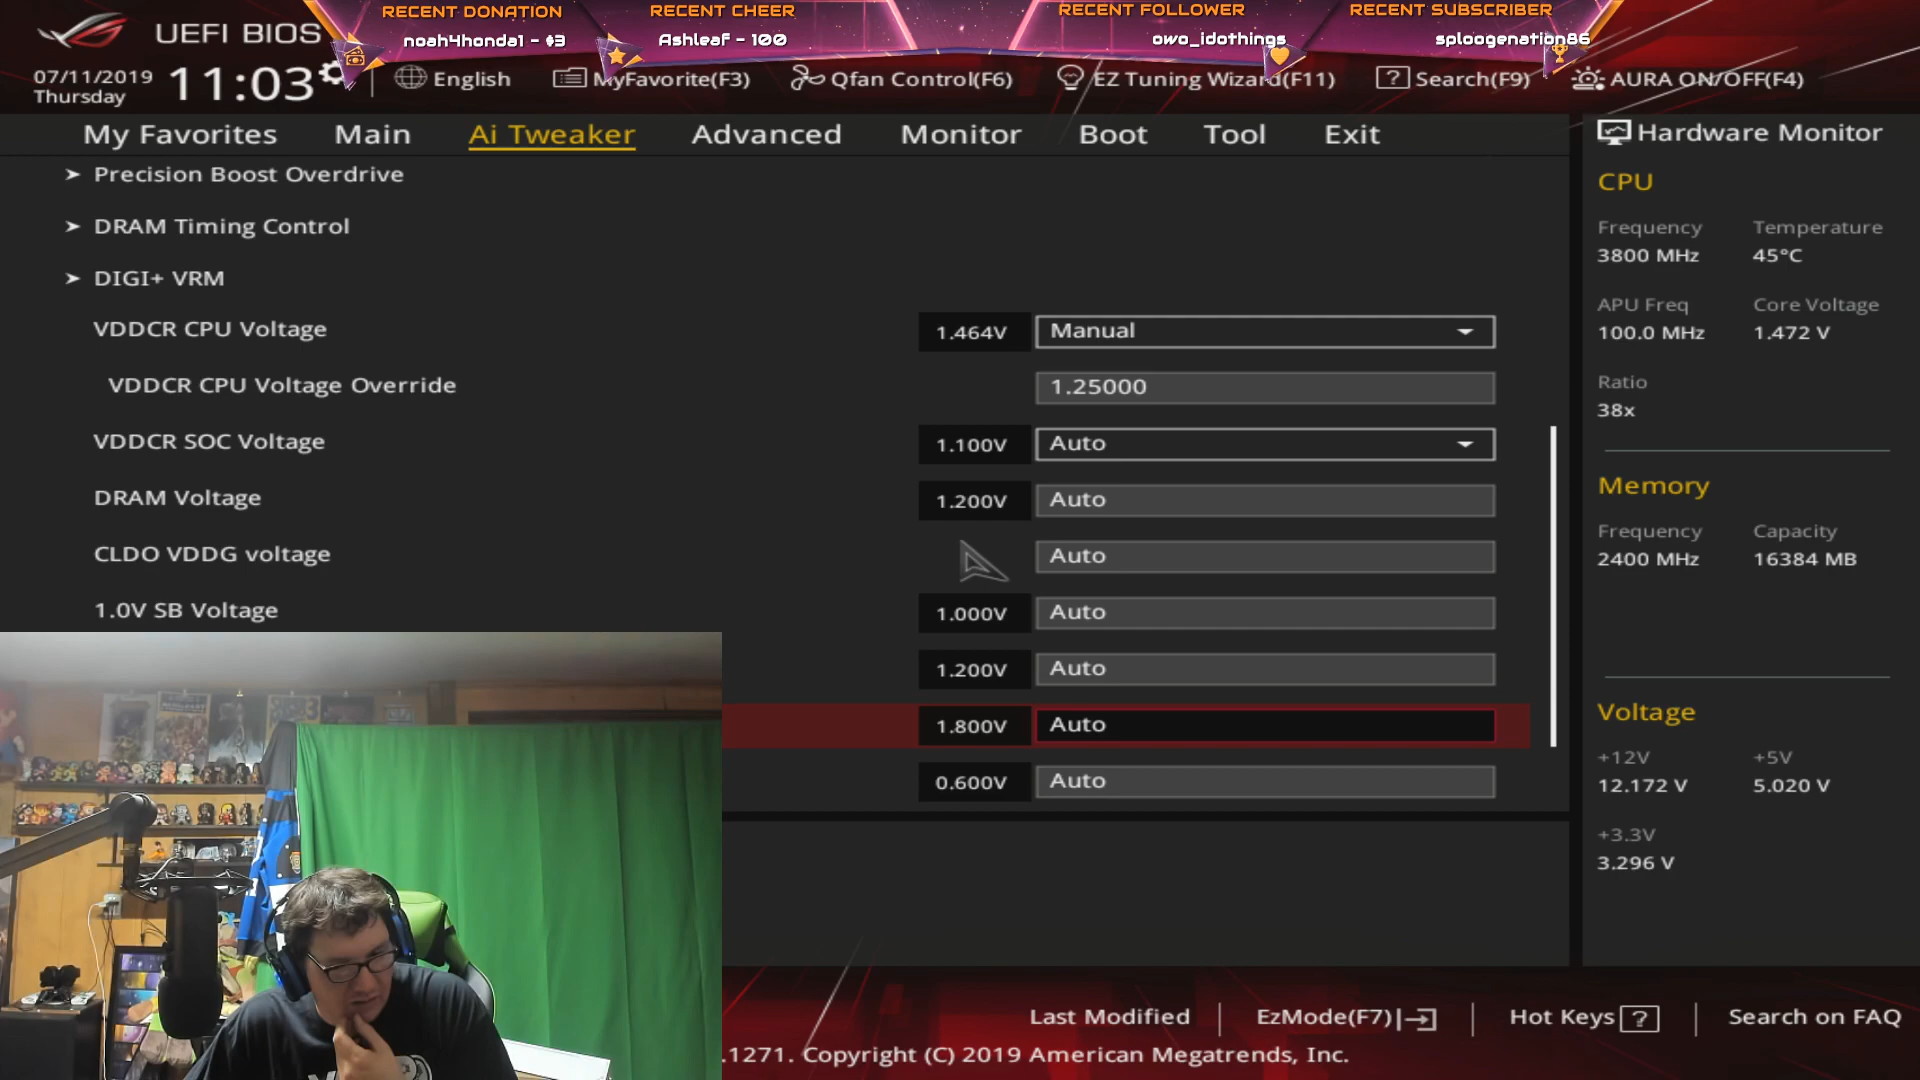 RECENT DONATION
noah4honda1 - $3
RECENT CHEER
Ashleaf - 100
RECENT FOLLOWER
owo_idothings
RECENT SUBSCRIBER
sploogenation86
UEFI BIOS
07/11/2019
Thursday
11:03
English
MyFavorite(F3)
Qfan Control(F6)
EZ Tuning Wizard(F11)
? Search(F9)
AURA ON/OFF(F4)
My Favorites Main Ai Tweaker Advanced Monitor Boot Tool Exit
Precision Boost Overdrive
DRAM Timing Control
DIGI+ VRM
VDDCR CPU Voltage 1.464V Manual
VDDCR CPU Voltage Override 1.25000
VDDCR SOC Voltage 1.100V Auto
DRAM Voltage 1.200V Auto
CLDO VDDG voltage Auto
1.0V SB Voltage 1.000V Auto
1.200V Auto
1.800V Auto
0.600V Auto
Hardware Monitor
CPU
Frequency Temperature
3800 MHz 45°C
APU Freq Core Voltage
100.0 MHz 1.472 V
Ratio
38x
Memory
Frequency Capacity
2400 MHz 16384 MB
Voltage
+12V +5V
12.172 V 5.020 V
+3.3V
3.296 V
Last Modified EzMode(F7) Hot Keys ? Search on FAQ
.1271. Copyright (C) 2019 American Megatrends, Inc.